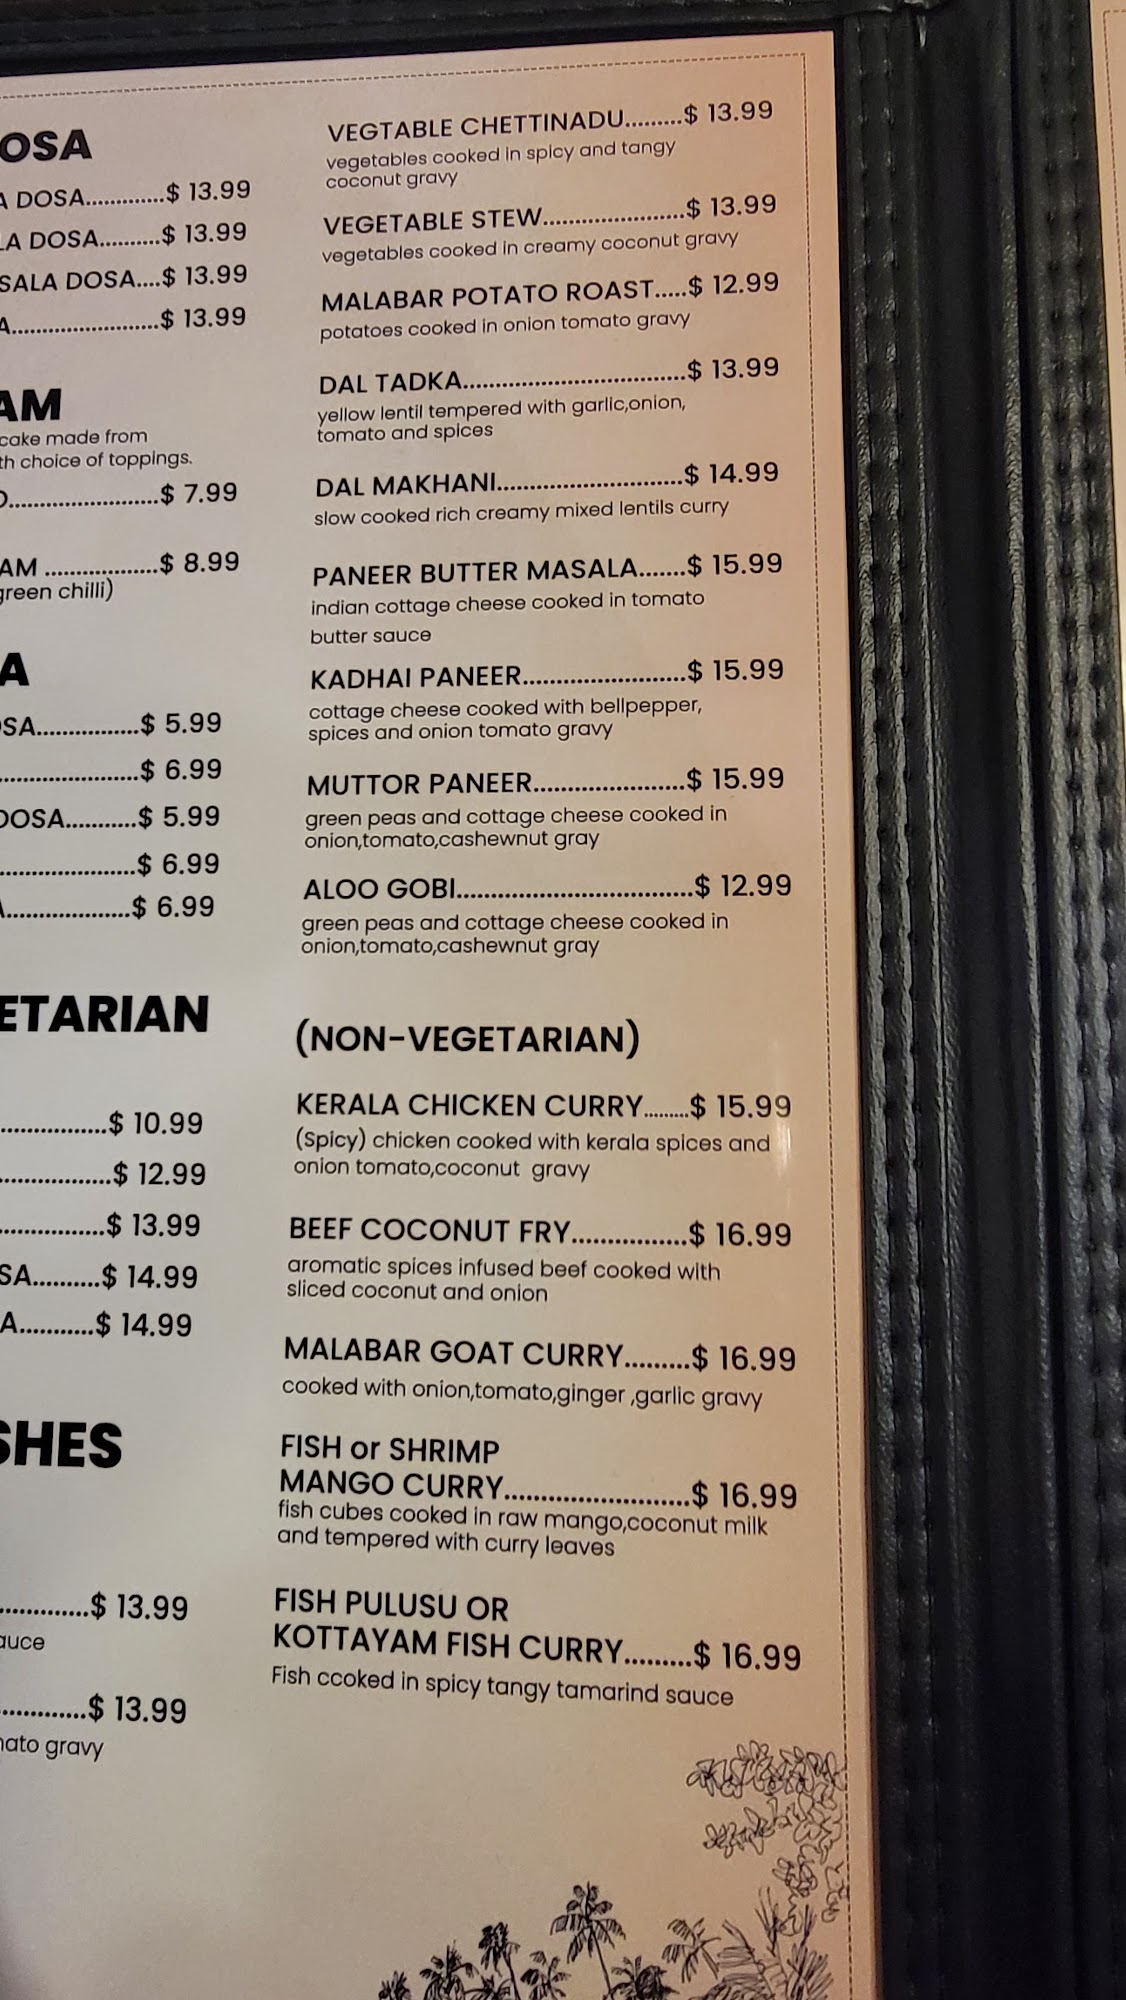 OSA
A DOSA.............$ 13.99
LA DOSA..........$ 13.99
SALA DOSA....$ 13.99
A........................$ 13.99
AM
cake made from
th choice of toppings.
O.........................$ 7.99
AM ..................$ 8.99
green chilli)
A
OSA.................$ 5.99
.......................$ 6.99
DOSA............$ 5.99
.......................$ 6.99
A....................$ 6.99
ETARIAN
..................$ 10.99
...................$ 12.99
..................$ 13.99
SA...........$ 14.99
A............$ 14.99
SHES
...............$ 13.99
auce
...............$ 13.99
nato gravy
VEGTABLE CHETTINADU.........$ 13.99
vegetables cooked in spicy and tangy
coconut gravy
VEGETABLE STEW.......................$ 13.99
vegetables cooked in creamy coconut gravy
MALABAR POTATO ROAST.....$ 12.99
potatoes cooked in onion tomato gravy
DAL TADKA.....................................$ 13.99
yellow lentil tempered with garlic,onion,
tomato and spices
DAL MAKHANI...............................$ 14.99
slow cooked rich creamy mixed lentils curry
PANEER BUTTER MASALA.......$ 15.99
indian cottage cheese cooked in tomato
butter sauce
KADHAI PANEER...........................$ 15.99
cottage cheese cooked with bellpepper,
spices and onion tomato gravy
MUTTOR PANEER.........................$ 15.99
green peas and cottage cheese cooked in
onion,tomato,cashewnut gray
ALOO GOBI.......................................$ 12.99
green peas and cottage cheese cooked in
onion,tomato,cashewnut gray
(NON-VEGETARIAN)
KERALA CHICKEN CURRY.........$ 15.99
(Spicy) chicken cooked with kerala spices and
onion tomato,coconut gravy
BEEF COCONUT FRY.................$ 16.99
aromatic spices infused beef cooked with
sliced coconut and onion
MALABAR GOAT CURRY.........$ 16.99
cooked with onion,tomato,ginger ,garlic gravy
FISH or SHRIMP
MANGO CURRY...........................$ 16.99
fish cubes cooked in raw mango,coconut milk
and tempered with curry leaves
FISH PULUSU OR
KOTTAYAM FISH CURRY.........$ 16.99
Fish ccoked in spicy tangy tamarind sauce